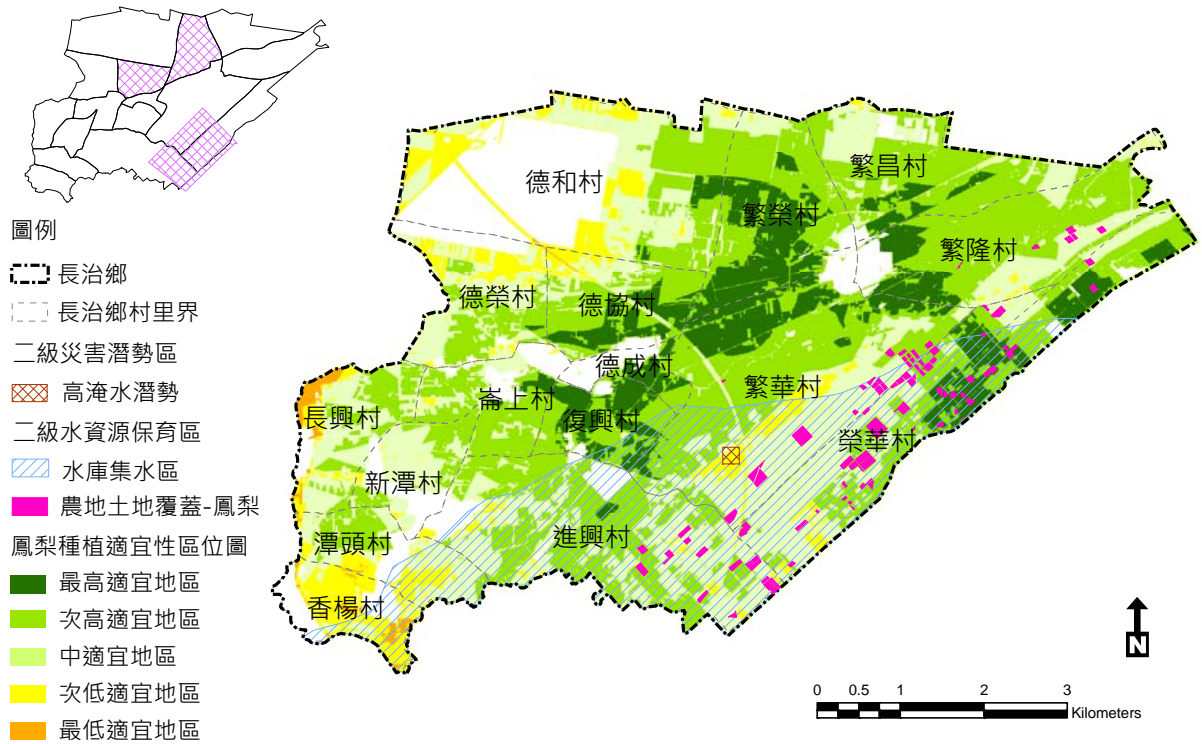 圖例
長治鄉
長治鄉村里界
二級災害潛勢區
高淹水潛勢
二級水資源保育區
水庫集水區
農地土地覆蓋-鳳梨
鳳梨種植適宜性區位圖
最高適宜地區
次高適宜地區
中適宜地區
次低適宜地區
最低適宜地區
德和村
繁昌村
繁榮村
繁隆村
德榮村
德協村
德成村
繁華村
崙上村
復興村
長興村
榮華村
新潭村
進興村
潭頭村
香楊村
N
0 0.5 1 2 3
Kilometers